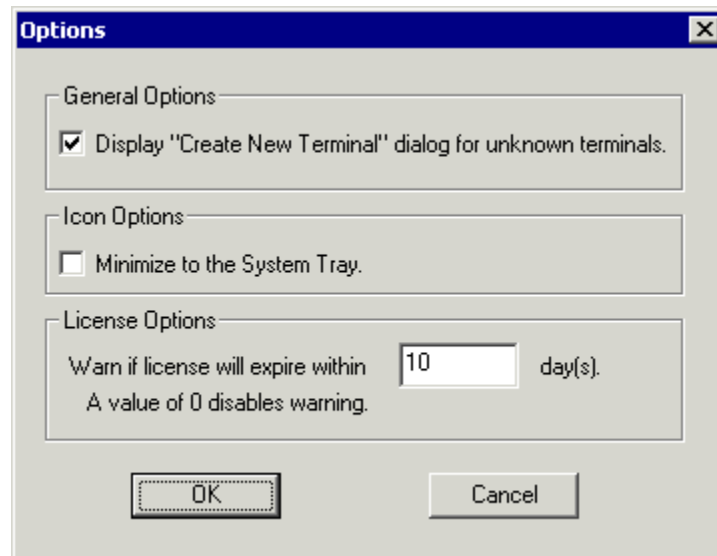 Options
General Options
Display "Create New Terminal" dialog for unknown terminals.
Icon Options
Minimize to the System Tray.
License Options
Warn if license will expire within 10 day(s).
A value of 0 disables warning.
OK Cancel